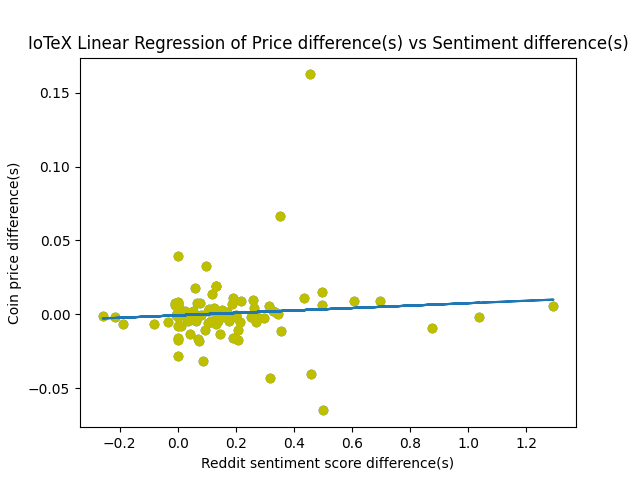 IoTeX Linear Regression of Price difference(s) vs Sentiment difference(s)
Coin price difference(s)
0.15
0.10
0.05
0.00
−0.05
−0.2 0.0 0.2 0.4 0.6 0.8 1.0 1.2
Reddit sentiment score difference(s)